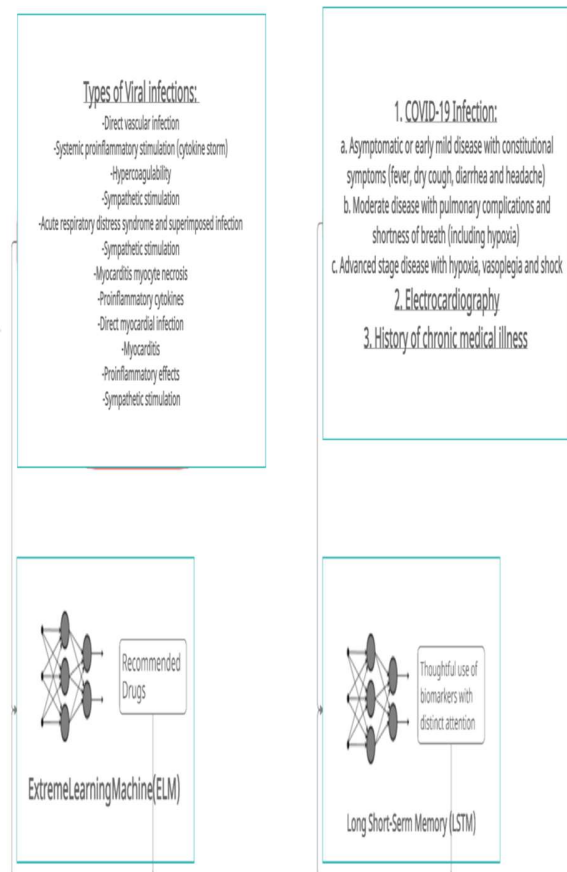 Types of Viral infections:
-Direct vascular infection
-Systemic proinflammatory stimulation (cytokine storm)
-Hypercoagulability
-Sympathetic stimulation
-Acute respiratory distress syndrome and superimposed infection
-Sympathetic stimulation
-Myocarditis myocyte necrosis
-Proinflammatory cytokines
-Direct myocardial infection
-Myocarditis
-Proinflammatory effects
-Sympathetic stimulation
1. COVID-19 Infection:
a. Asymptomatic or early mild disease with constitutional
symptoms (fever, dry cough, diarrhea and headache)
b. Moderate disease with pulmonary complications and
shortness of breath (including hypoxia)
c. Advanced stage disease with hypoxia, vasoplegia and shock
2. Electrocardiography
3. History of chronic medical illness
Recommended
Drugs
ExtremeLearningMachine(ELM)
Thoughtful use of
biomarkers with
distinct attention
Long Short-Serm Memory (LSTM)